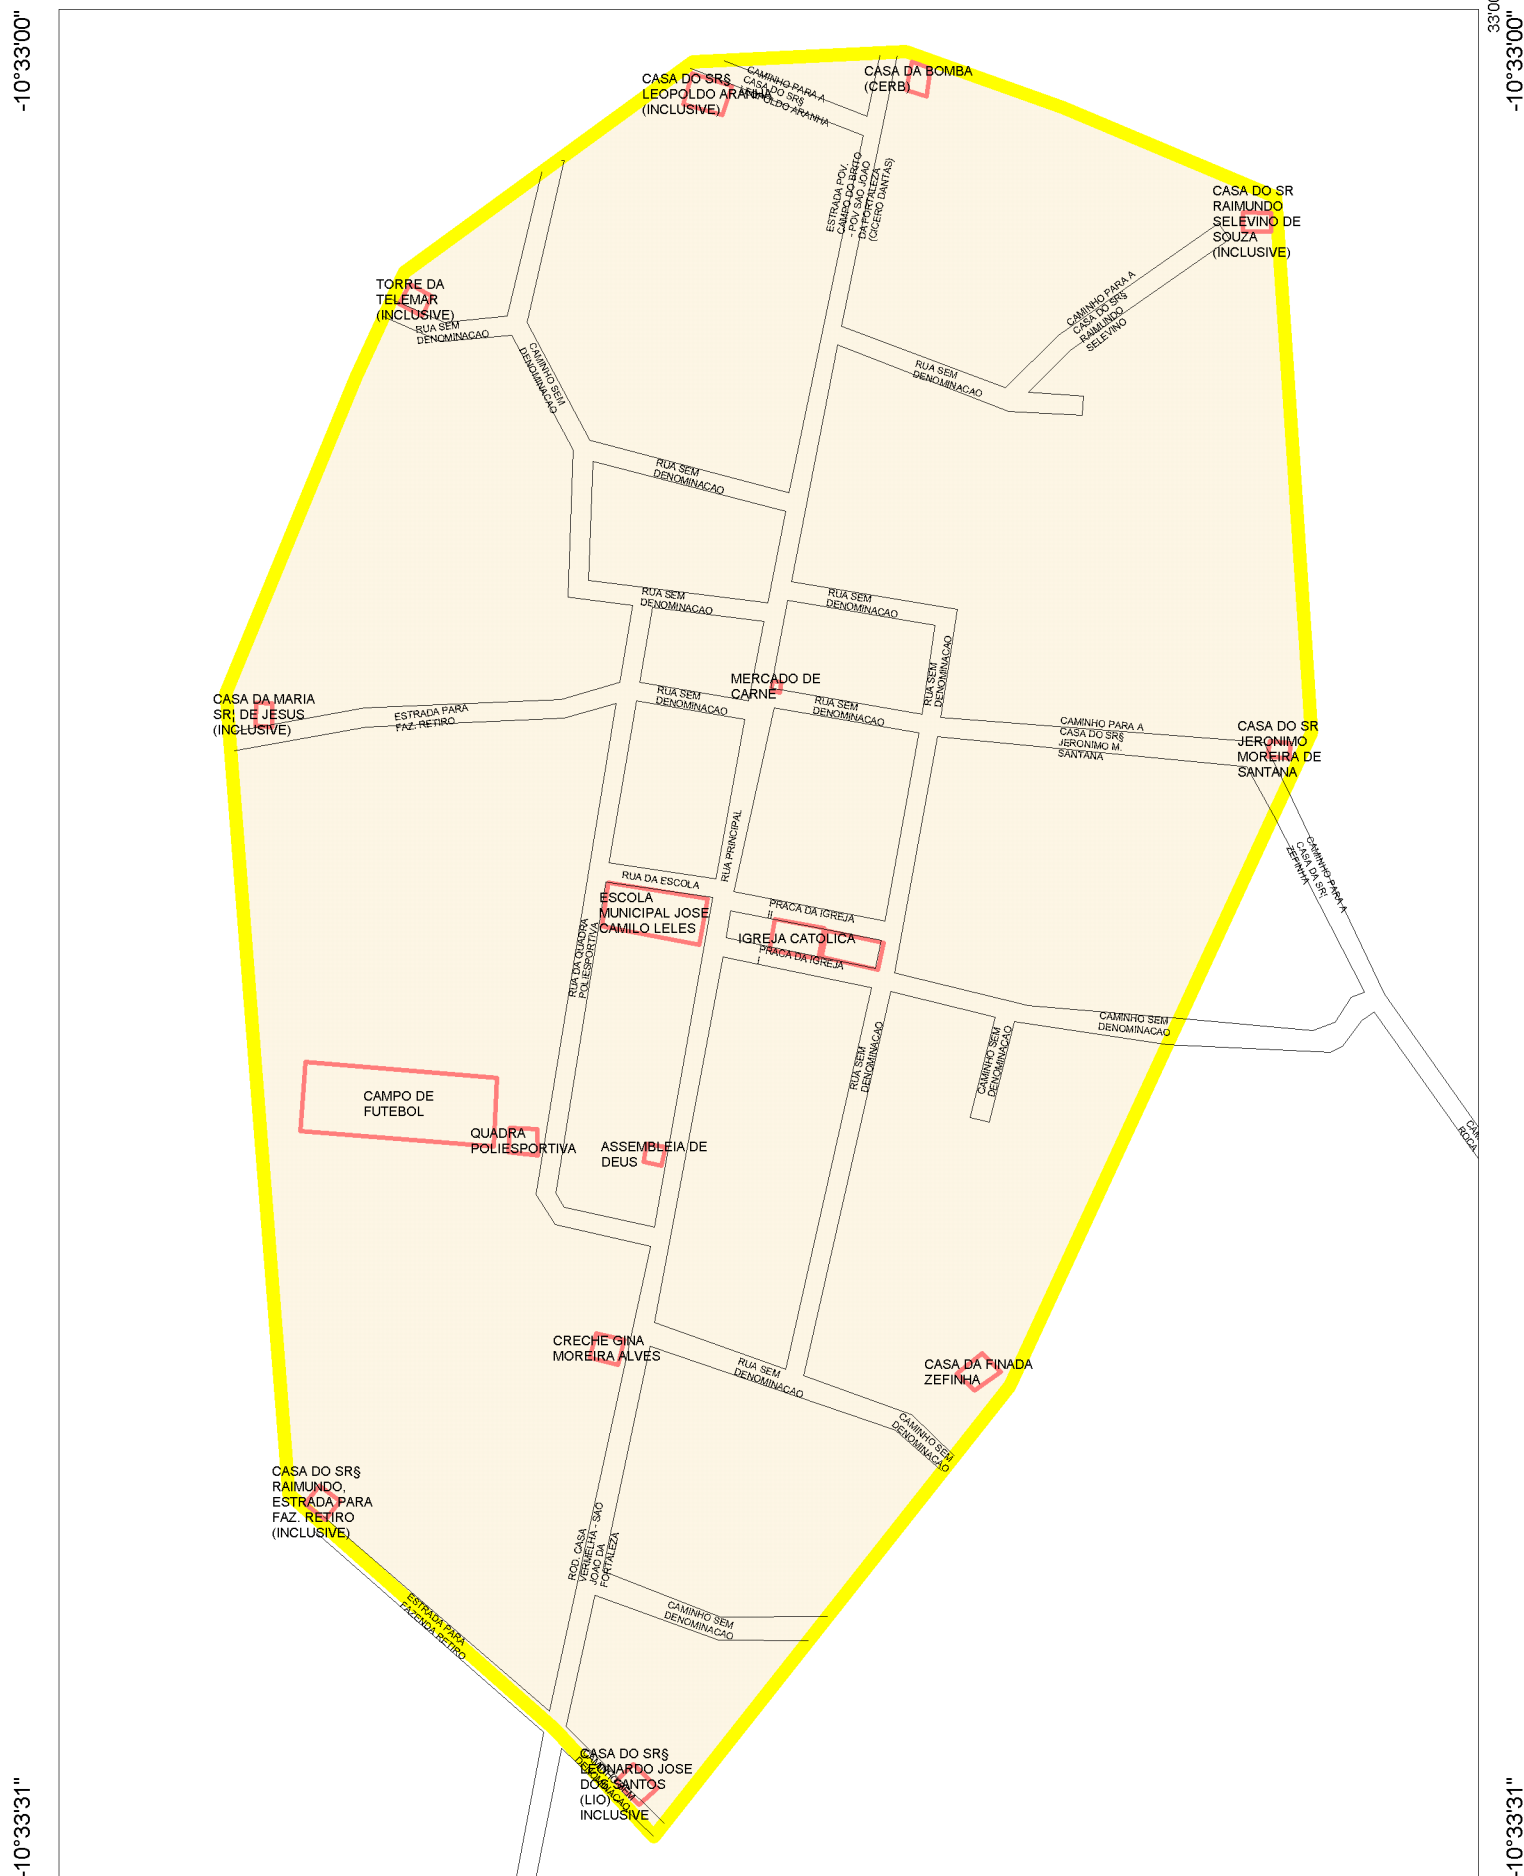 -10°33'00"
33'00
-10°33'00"
CASA DO SR§
LEOPOLDO ARANHA
(INCLUSIVE)
CAMINHO PARA A
CASA DO SR§
LEOPOLDO ARANHA
CASA DA BOMBA
(CERB)
ESTRADA POV.
CAMPO DO BRITO
- POV SAO JOAO
DA FORTALEZA
(CICERO DANTAS)
CASA DO SR
RAIMUNDO
SELEVINO DE
SOUZA
(INCLUSIVE)
CAMINHO PARA A
CASA DO SR§
RAIMUNDO
SELEVINO
TORRE DA
TELEMAR
(INCLUSIVE)
RUA SEM
DENOMINACAO
CAMINHO SEM
DENOMINACAO
RUA SEM
DENOMINACAO
RUA SEM
DENOMINACAO
RUA SEM
DENOMINACAO
RUA SEM
DENOMINACAO
RUA SEM
DENOMINACAO
MERCADO DE
CARNE
RUA SEM
DENOMINACAO
RUA SEM
DENOMINACAO
CASA DA MARIA
SR¦ DE JESUS
(INCLUSIVE)
ESTRADA PARA
FAZ. RETIRO
CAMINHO PARA A
CASA DO SR§
JERONIMO M.
SANTANA
CASA DO SR
JERONIMO
MOREIRA DE
SANTANA
CAMINHO PARA A
CASA DA SR¦
ZEFINHA
RUA PRINCIPAL
RUA DA ESCOLA
ESCOLA
MUNICIPAL JOSE
CAMILO LELES
PRACA DA IGREJA
II
IGREJA CATOLICA
PRACA DA IGREJA
I
RUA DA QUADRA
POLIESPORTIVA
CAMINHO SEM
DENOMINACAO
CAMINHO SEM
DENOMINACAO
RUA SEM
DENOMINACAO
CAMPO DE
FUTEBOL
QUADRA
POLIESPORTIVA
ASSEMBLEIA DE
DEUS
ROCA
CRECHE GINA
MOREIRA ALVES
RUA SEM
DENOMINACAO
CASA DA FINADA
ZEFINHA
CAMINHO SEM
DENOMINACAO
CASA DO SR§
RAIMUNDO,
ESTRADA PARA
FAZ. RETIRO
(INCLUSIVE)
ROD. CASA
VERMELHA - SAO
JOAO DA
FORTALEZA
ESTRADA PARA
FAZENDA RETIRO
CAMINHO SEM
DENOMINACAO
CASA DO SR§
LEONARDO JOSE
DOS SANTOS
(LIO)
INCLUSIVE
CAMINHO SEM
DENOMINACAO
-10°33'31"
-10°33'31"